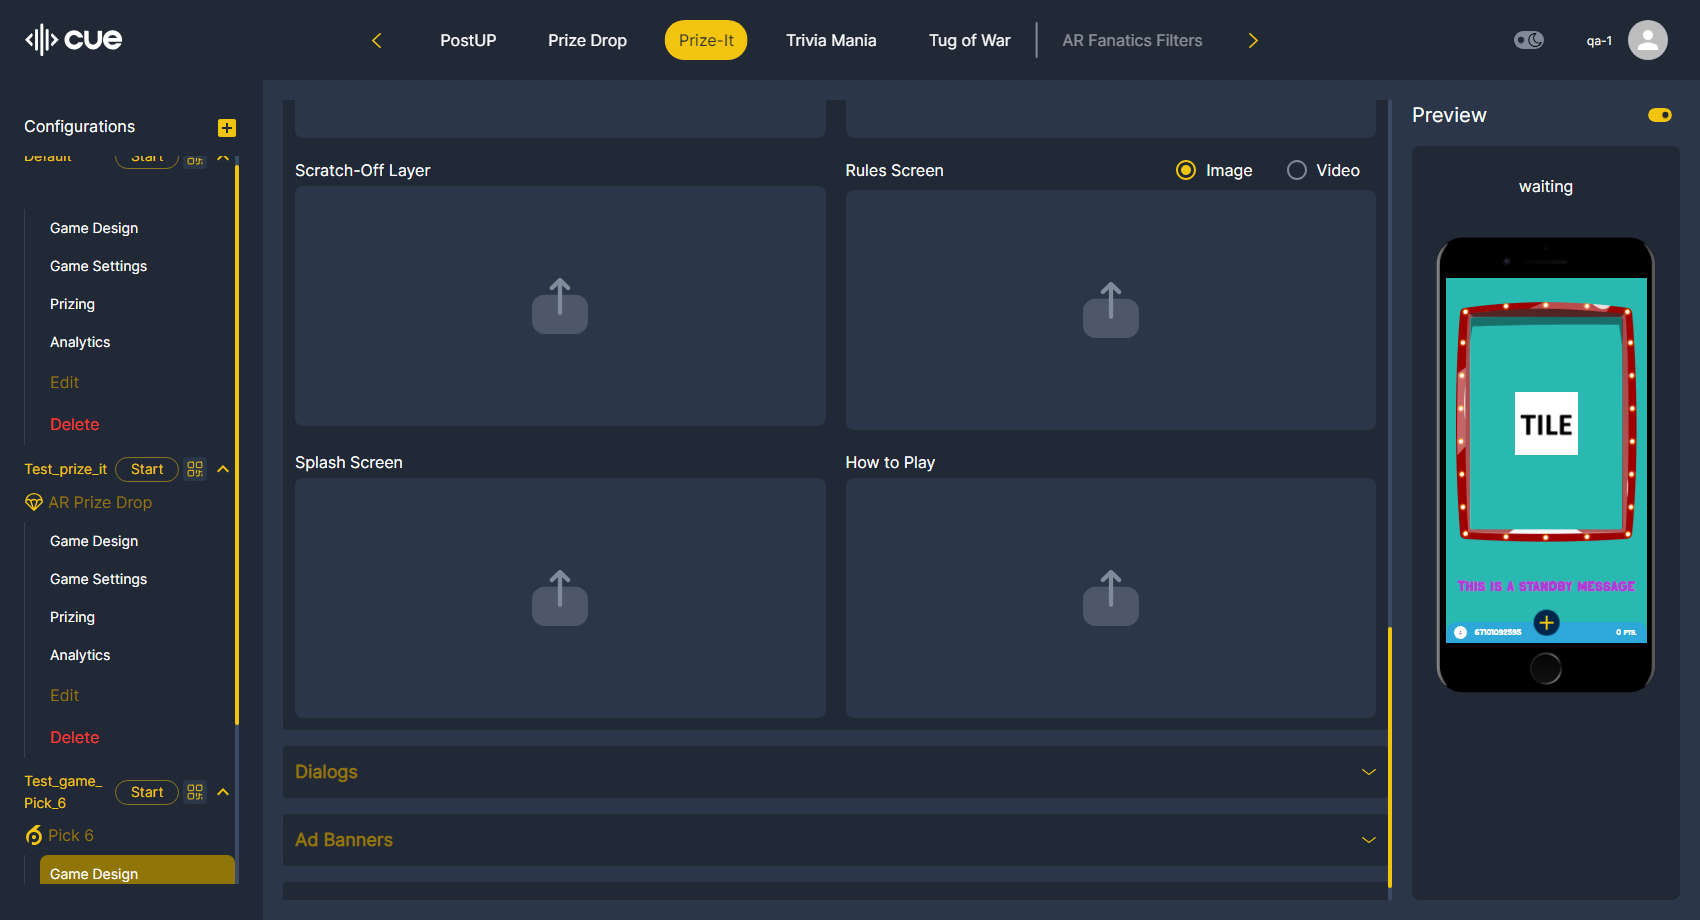 cue
PostUP
Prize Drop
Prize-It
Trivia Mania
Tug of War
AR Fanatics Filters
qa-1
Configurations
Default
Start
Game Design
Game Settings
Prizing
Analytics
Edit
Delete
Test_prize_it
Start
AR Prize Drop
Game Design
Game Settings
Prizing
Analytics
Edit
Delete
Test_game_
Pick_6
Start
Pick 6
Game Design
Scratch-Off Layer
Rules Screen
Image
Video
Splash Screen
How to Play
Dialogs
Ad Banners
Preview
waiting
TILE
THIS IS A STANDBY MESSAGE
0 PTS.